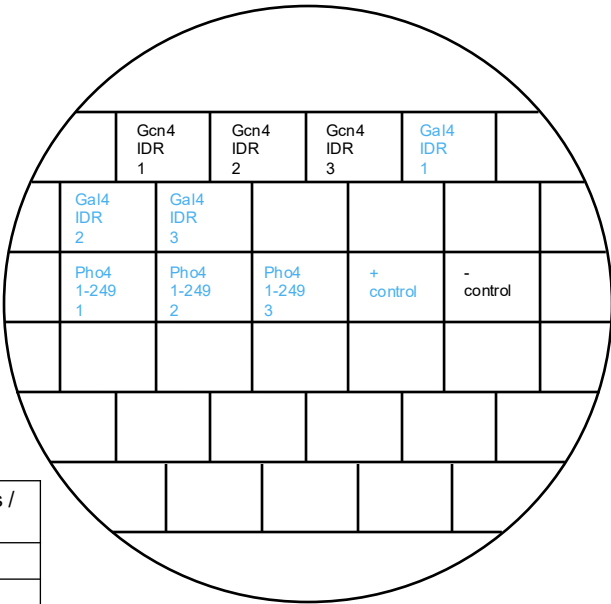 Gcn4 IDR 1
Gcn4 IDR 2
Gcn4 IDR 3
Gal4 IDR 1
Gal4 IDR 2
Gal4 IDR 3
Pho4 1-249 1
Pho4 1-249 2
Pho4 1-249 3
+ control
- control
s /